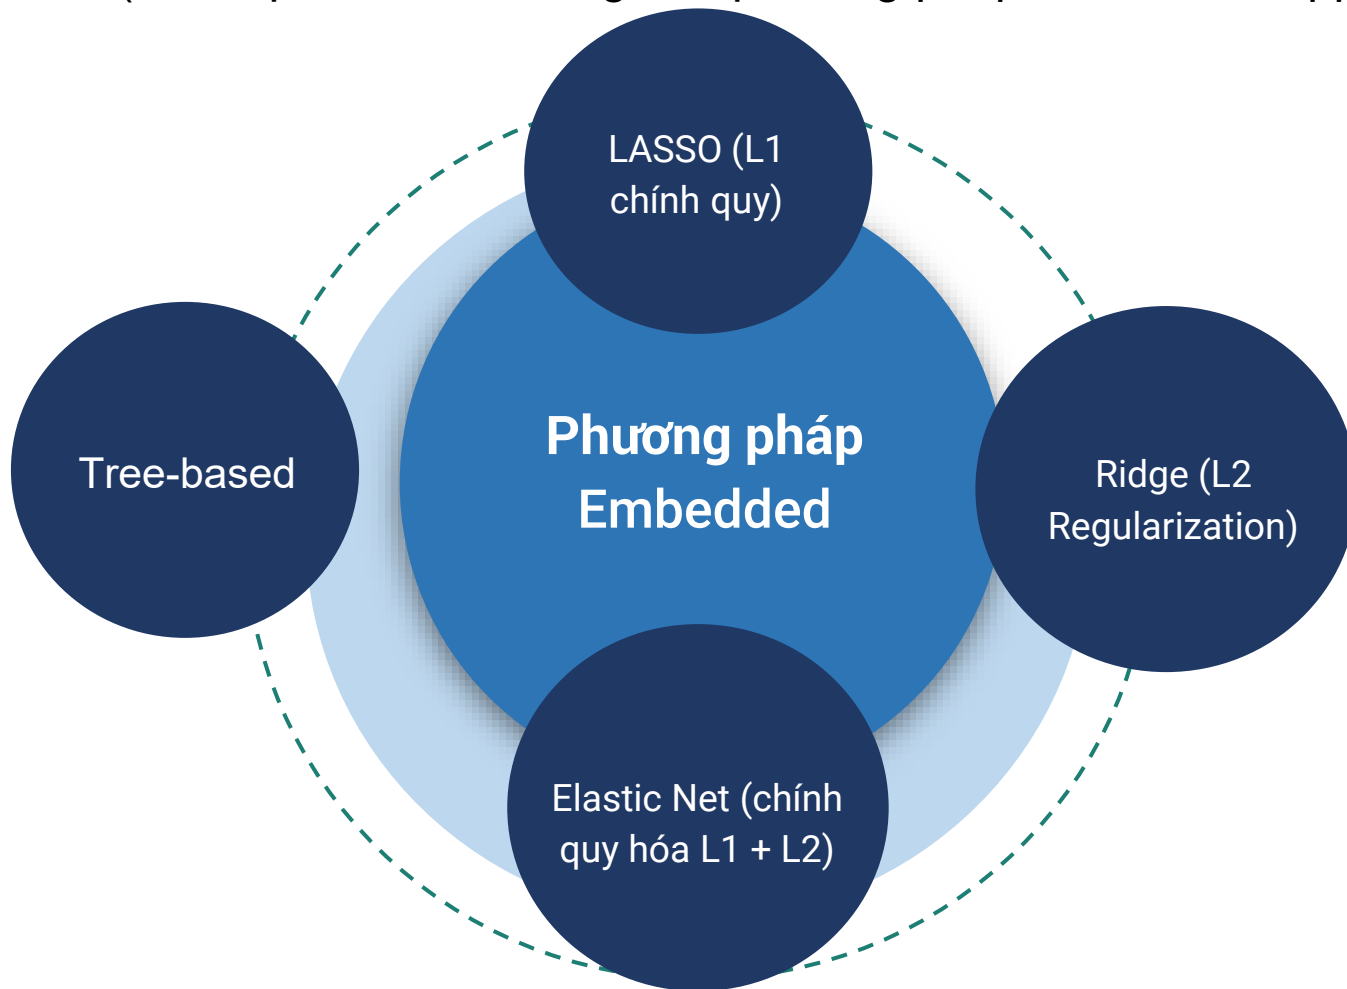 LASSO (L1
chính quy)
Phương pháp
Embedded
Tree-based
Ridge (L2
Regularization)
Elastic Net (chính
quy hóa L1 + L2)